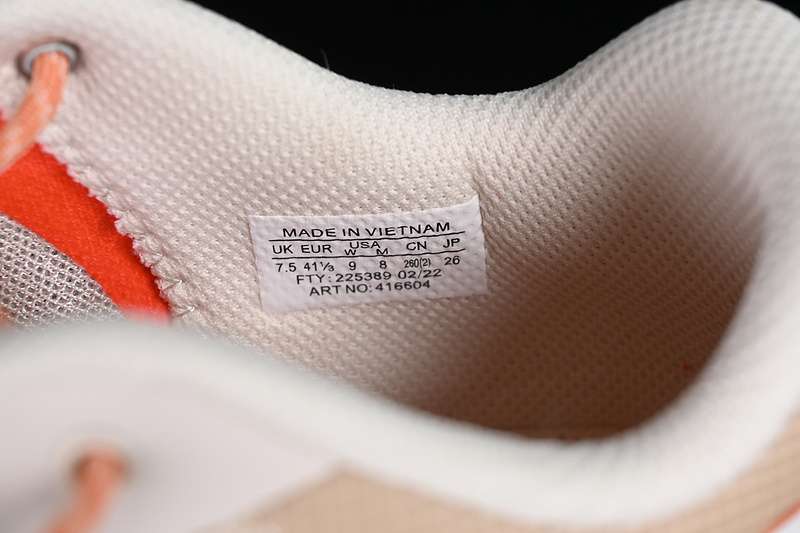 MADE IN VIETNAM
UK EUR USA CN JP
W M
7.5 41⅓ 9 8 260(2) 26
FTY: 225389 02/22
ART NO: 416604